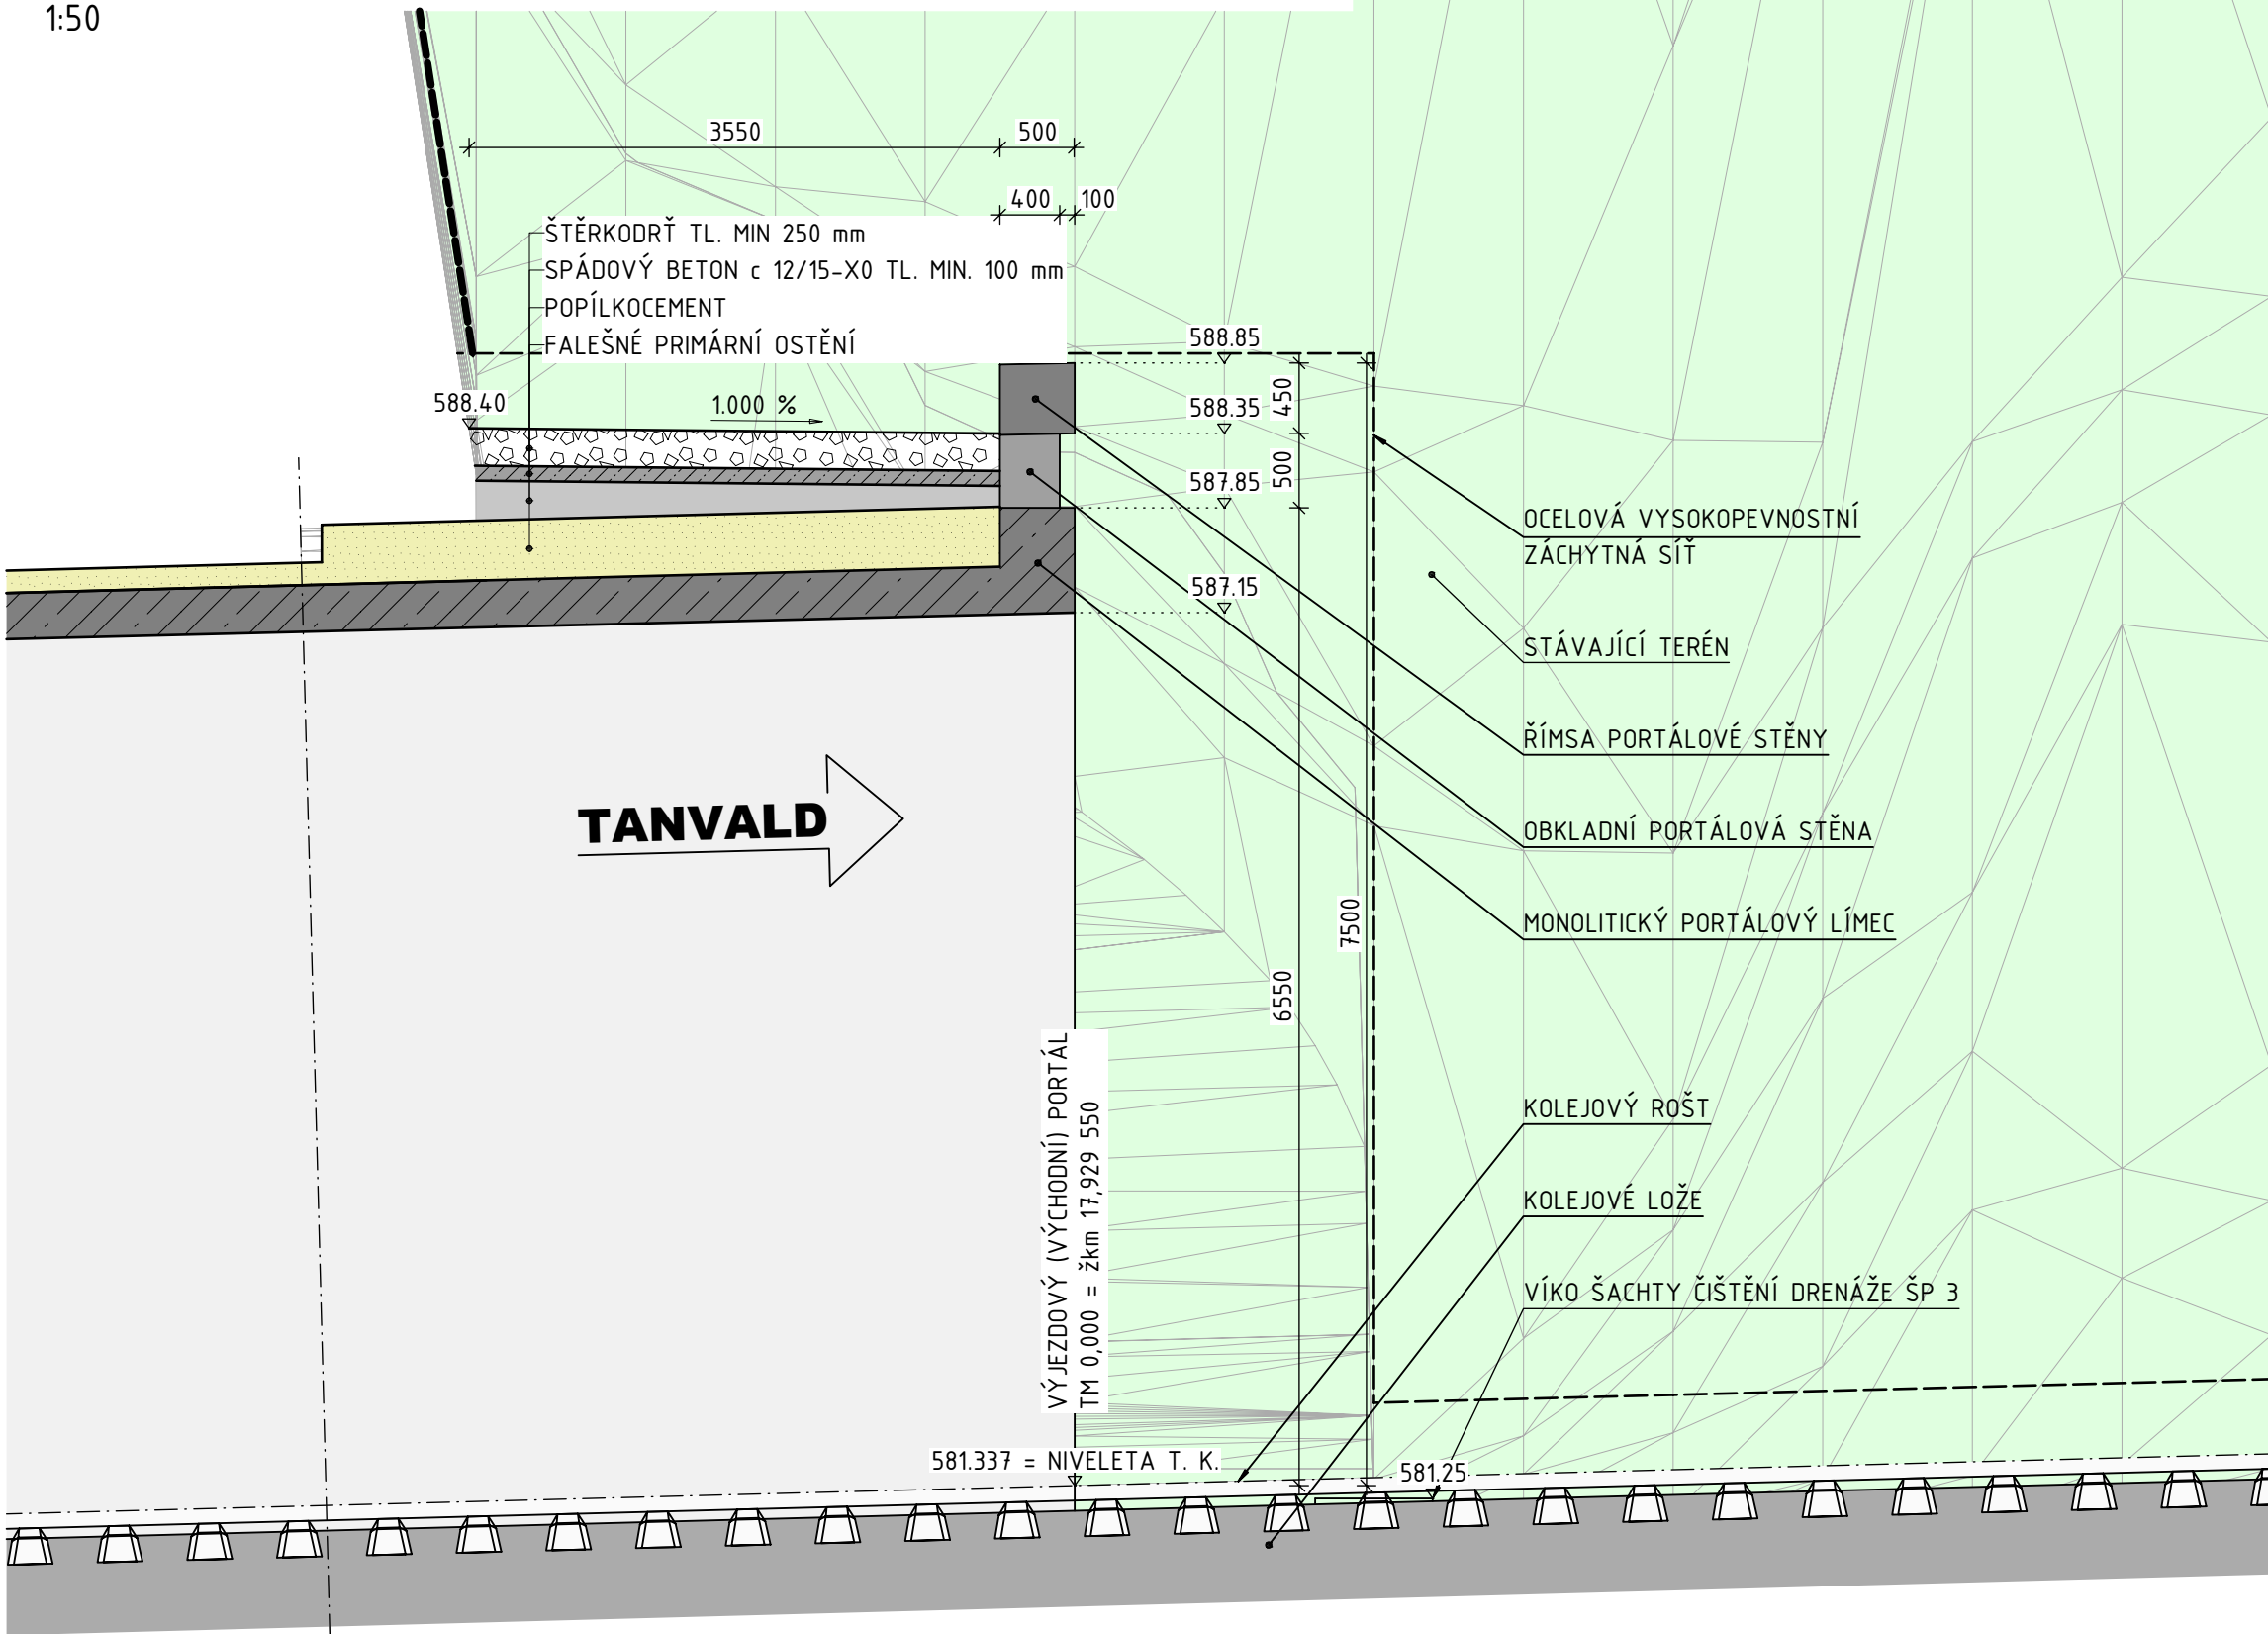 1:50
3550
500
400
100
ŠTĚRKODRŤ TL. MIN 250 mm
SPÁDOVÝ BETON c 12/15-X0 TL. MIN. 100 mm
POPÍLKOCEMENT
FALEŠNÉ PRIMÁRNÍ OSTĚNÍ
588.85
588.40
1.000 %
588.35
450
587.85
500
587.15
OCELOVÁ VYSOKOPEVNOSTNÍ
ZÁCHYTNÁ SÍŤ
STÁVAJÍCÍ TERÉN
ŘÍMSA PORTÁLOVÉ STĚNY
OBKLADNÍ PORTÁLOVÁ STĚNA
MONOLITICKÝ PORTÁLOVÝ LÍMEC
TANVALD
7500
6550
VÝJEZDOVÝ (VÝCHODNÍ) PORTÁL
TM 0,000 = žkm 17,929 550
KOLEJOVÝ ROŠT
KOLEJOVÉ LOŽE
VÍKO ŠACHTY ČIŠTĚNÍ DRENÁŽE ŠP 3
581.337 = NIVELETA T. K.
581.25